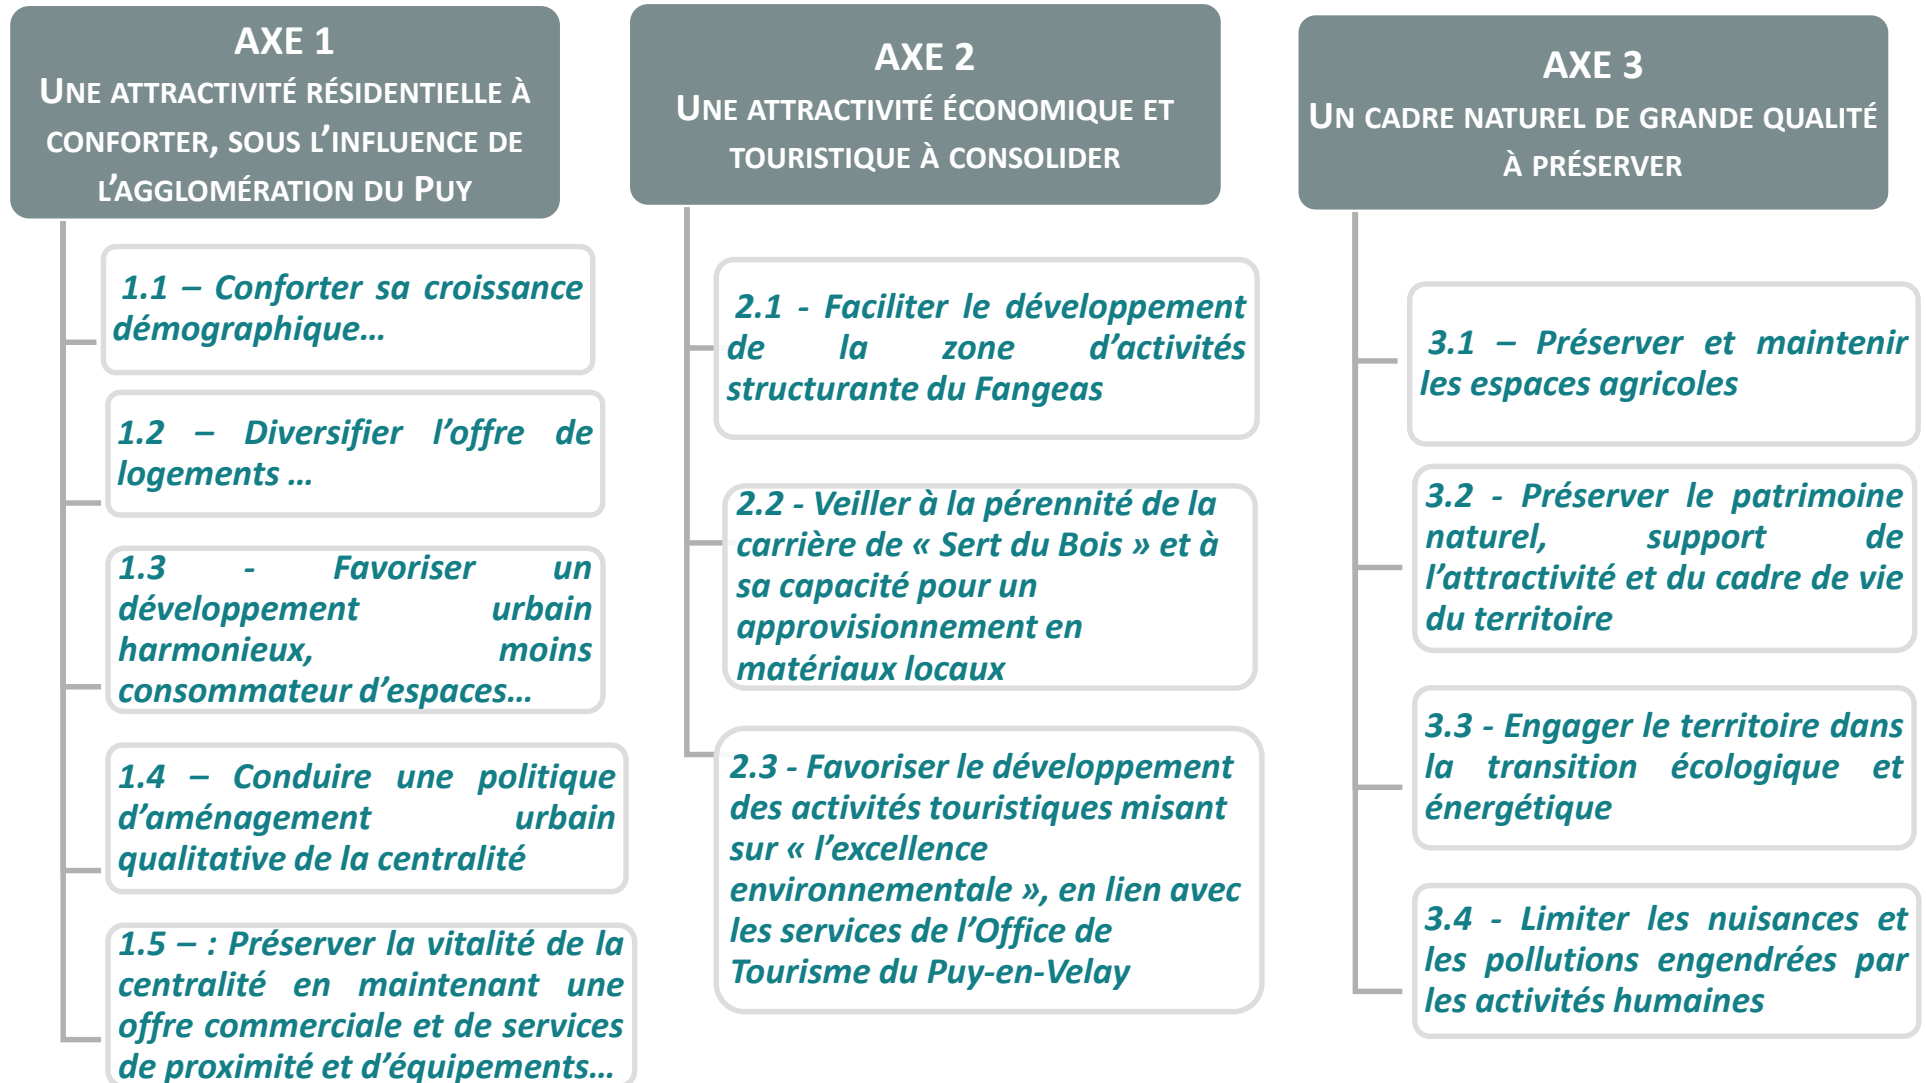 AXE 1
UNE ATTRACTIVITÉ RÉSIDENTIELLE À
CONFORTER, SOUS L’INFLUENCE DE
L’AGGLOMÉRATION DU PUY
1.1 – Conforter sa croissance
démographique…
1.2 – Diversifier l’offre de
logements …
1.3 - Favoriser un
développement urbain
harmonieux, moins
consommateur d’espaces…
1.4 – Conduire une politique
d’aménagement urbain
qualitative de la centralité
1.5 – : Préserver la vitalité de la
centralité en maintenant une
offre commerciale et de services
de proximité et d’équipements…
AXE 2
UNE ATTRACTIVITÉ ÉCONOMIQUE ET
TOURISTIQUE À CONSOLIDER
2.1 - Faciliter le développement
de la zone d’activités
structurante du Fangeas
2.2 - Veiller à la pérennité de la
carrière de « Sert du Bois » et à
sa capacité pour un
approvisionnement en
matériaux locaux
2.3 - Favoriser le développement
des activités touristiques misant
sur « l’excellence
environnementale », en lien avec
les services de l’Office de
Tourisme du Puy-en-Velay
AXE 3
UN CADRE NATUREL DE GRANDE QUALITÉ
À PRÉSERVER
3.1 – Préserver et maintenir
les espaces agricoles
3.2 - Préserver le patrimoine
naturel, support de
l’attractivité et du cadre de vie
du territoire
3.3 - Engager le territoire dans
la transition écologique et
énergétique
3.4 - Limiter les nuisances et
les pollutions engendrées par
les activités humaines